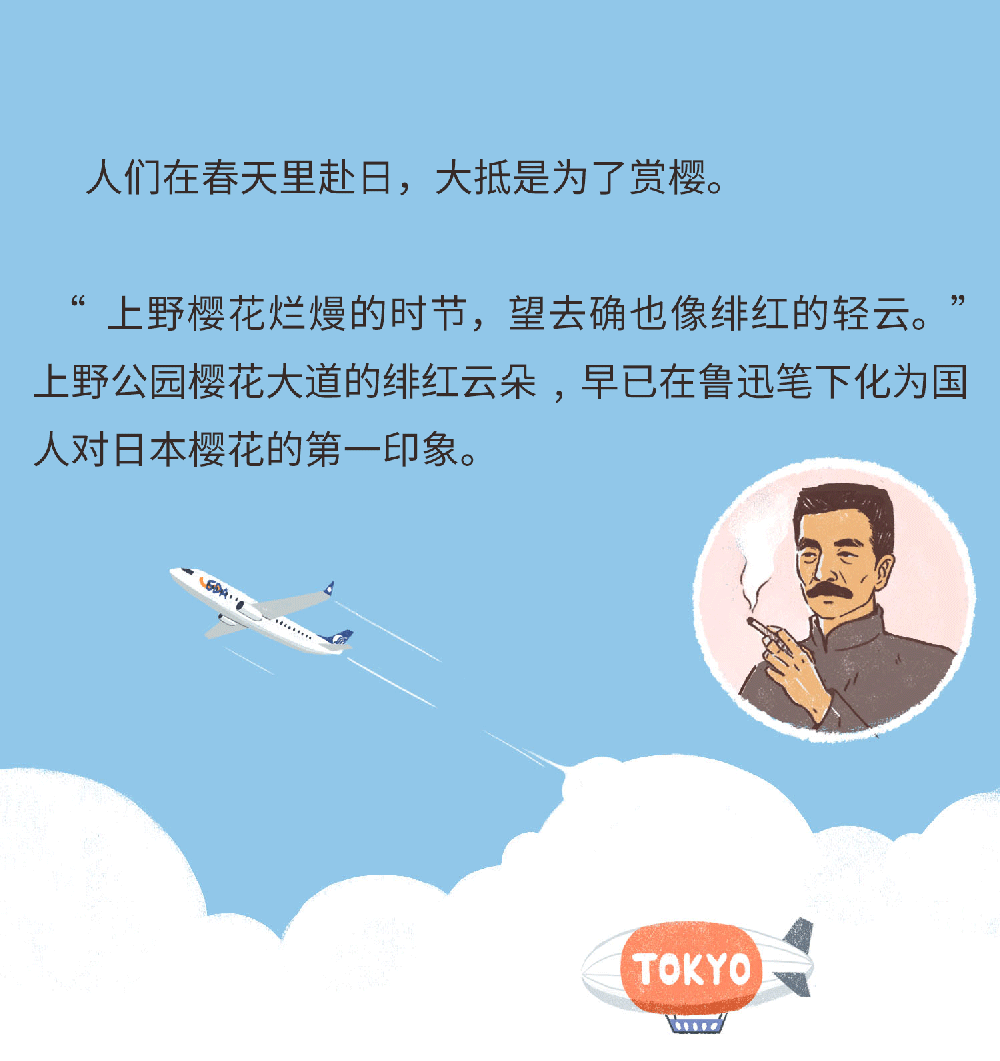 人们在春天里赴日，大抵是为了赏樱。
“ 上野樱花烂熳的时节，望去确也像绯红的轻云。”
上野公园樱花大道的绯红云朵 , 早已在鲁迅笔下化为国
人对日本樱花的第一印象。
TOKYO